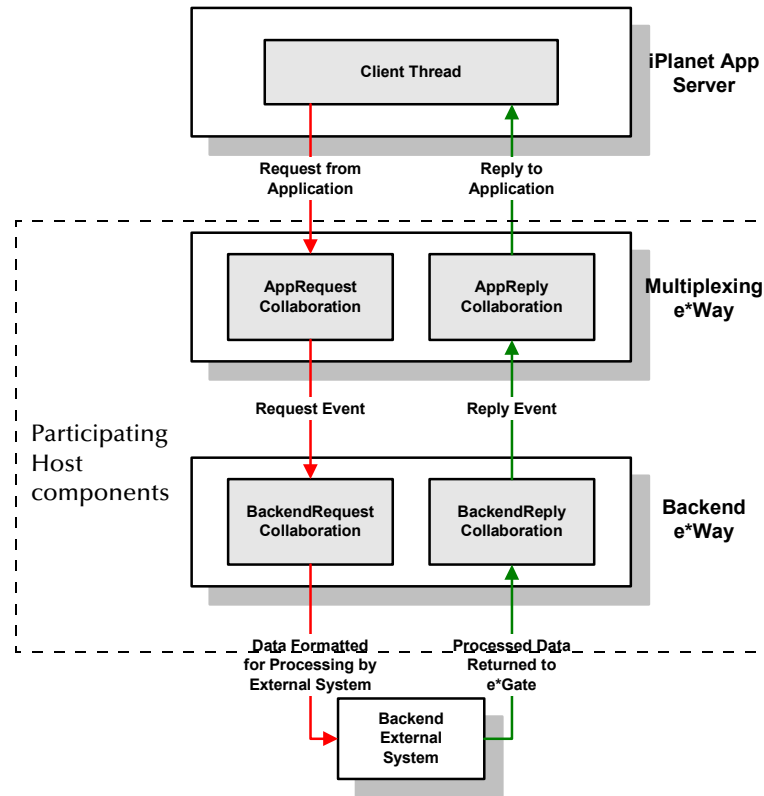 Client Thread
iPlanet App
Server
Request from
Application
Reply to
Application
AppRequest
Collaboration
AppReply
Collaboration
Multiplexing
e*Way
Request Event
Reply Event
Participating
Host
components
BackendRequest
Collaboration
BackendReply
Collaboration
Backend
e*Way
Data Formatted
for Processing by
External System
Processed Data
Returned to
e*Gate
Backend
External
System